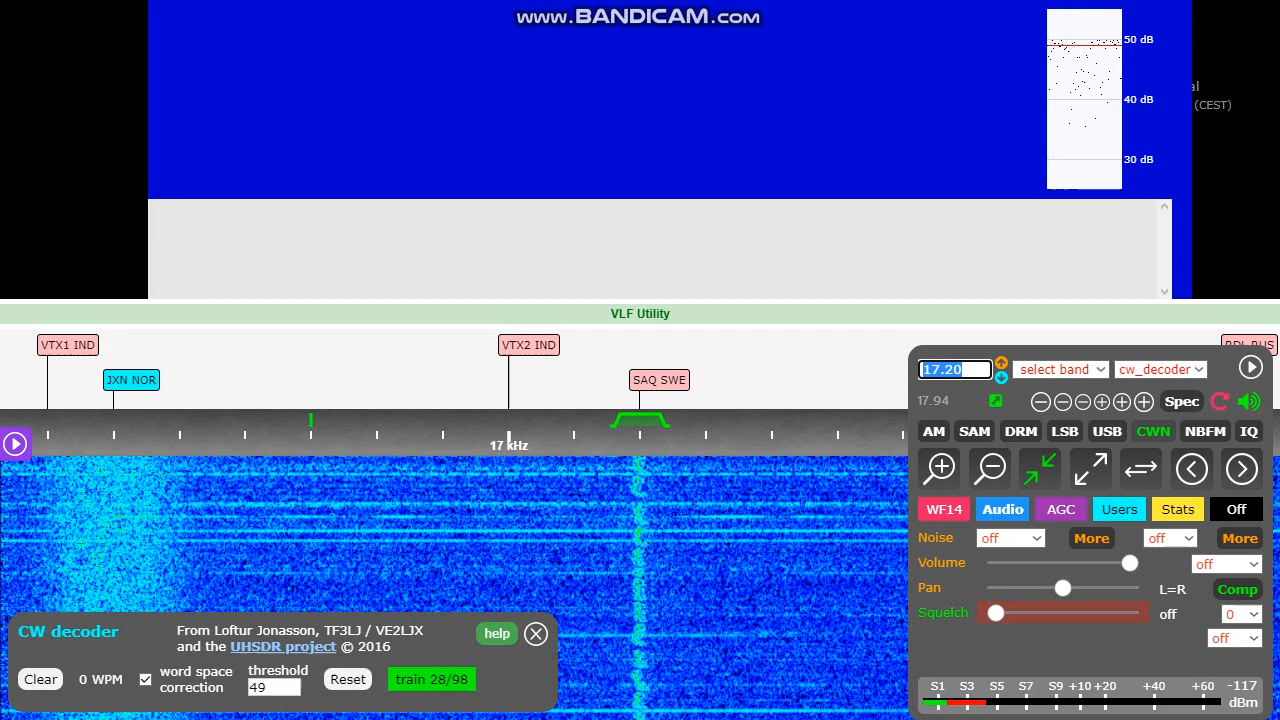 www.BANDICAM.com
50 dB
al
40 dB
(CEST)
30 dB
VLF Utility
VTX1 IND
VTX2 IND
JXN NOR
SAQ SWE
17 kHz
17.20
select band
cw_decoder
17.94
Spec
AM SAM DRM LSB USB CWN NBFM IQ
WF14 Audio AGC Users Stats Off
Noise off More off More
Volume off
Pan L=R Comp
Squelch off 0
off
S1 S3 S5 S7 S9 +10 +20 +40 +60 -117
dBm
CW decoder
From Loftur Jonasson, TF3LJ / VE2LJX
and the UHSDR project © 2016
help
Clear
0 WPM
word space
correction
threshold
49
Reset
train 28/98